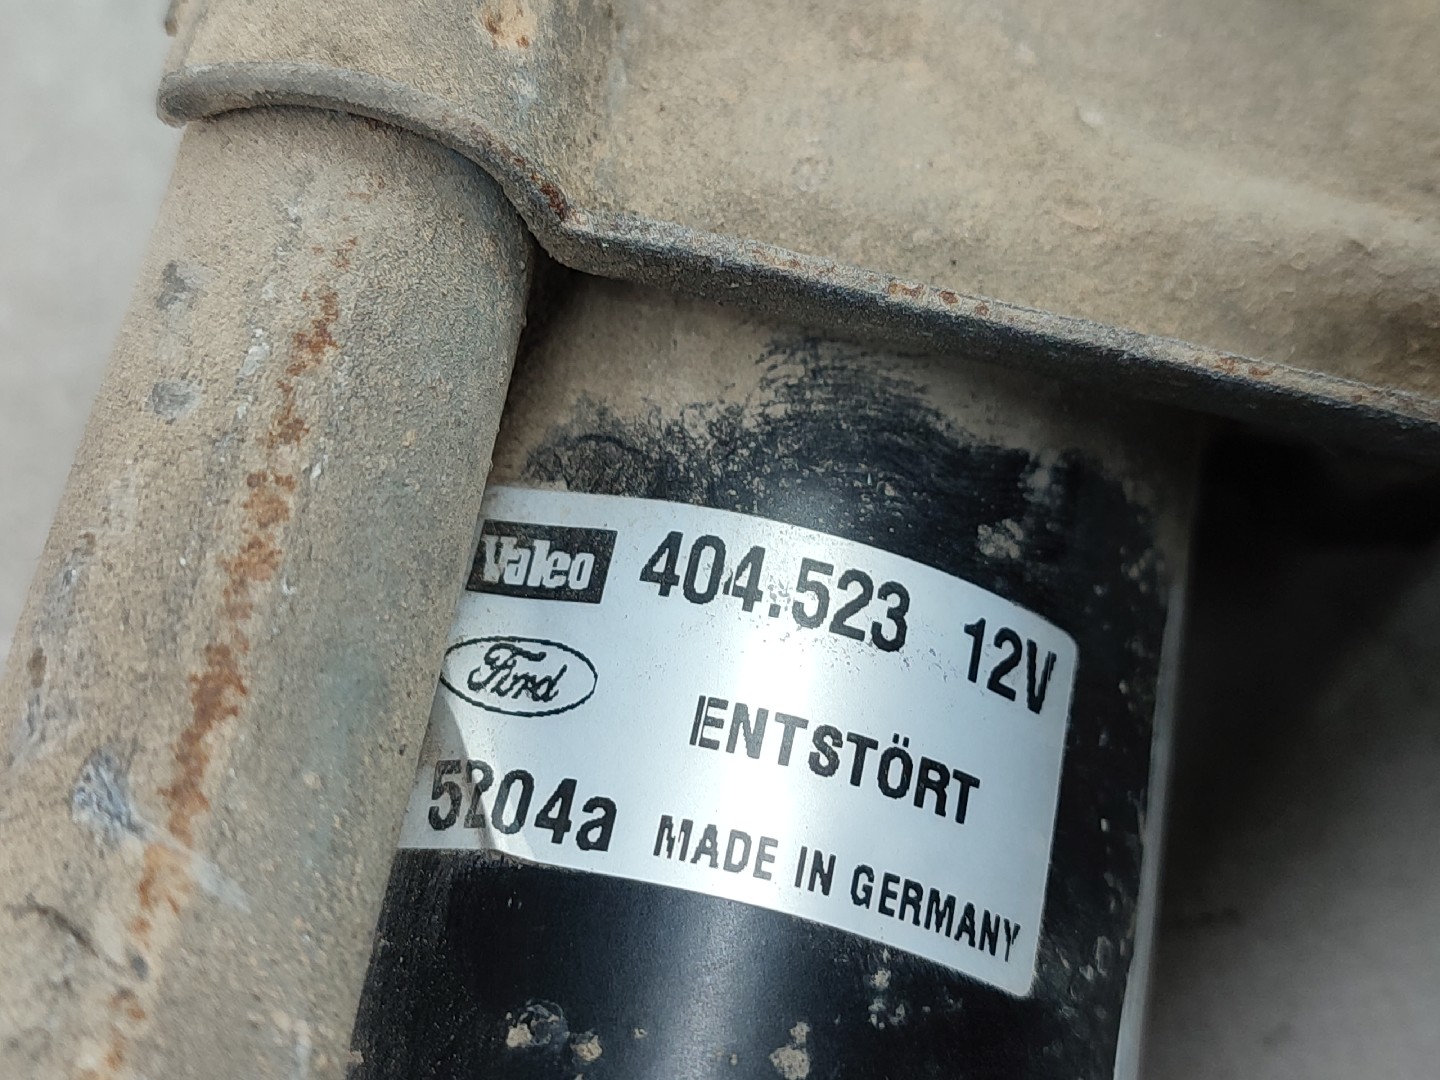 Valeo 404.523 12V
Ford
ENTSTÖRT
5204a MADE IN GERMANY